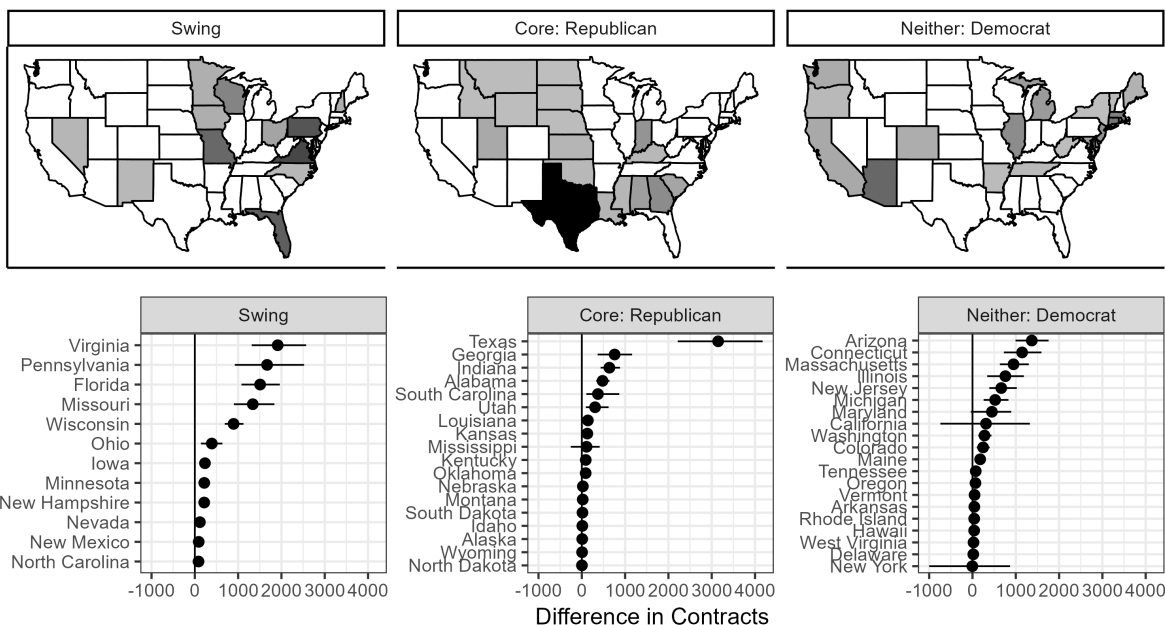 Swing
Core: Republican
Neither: Democrat
Swing
Virginia
Pennsylvania
Florida
Missouri
Wisconsin
Ohio
Iowa
Minnesota
New Hampshire
Nevada
New Mexico
North Carolina
-1000 0 1000 2000 3000 4000
Core: Republican
Texas
Georgia
Indiana
Alabama
South Carolina
Utah
Louisiana
Kansas
Mississippi
Kentucky
Oklahoma
Nebraska
Montana
South Dakota
Idaho
Alaska
Wyoming
North Dakota
-1000 0 1000 2000 3000 4000
Neither: Democrat
Arizona
Connecticut
Massachusetts
Illinois
New Jersey
Michigan
Maryland
California
Washington
Colorado
Maine
Tennessee
Oregon
Vermont
Arkansas
Rhode Island
Hawaii
West Virginia
Delaware
New York
-1000 0 1000 2000 3000 4000
Difference in Contracts